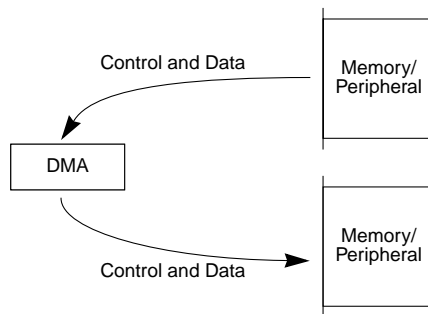 Control and Data
Memory/
Peripheral
DMA
Memory/
Peripheral
Control and Data